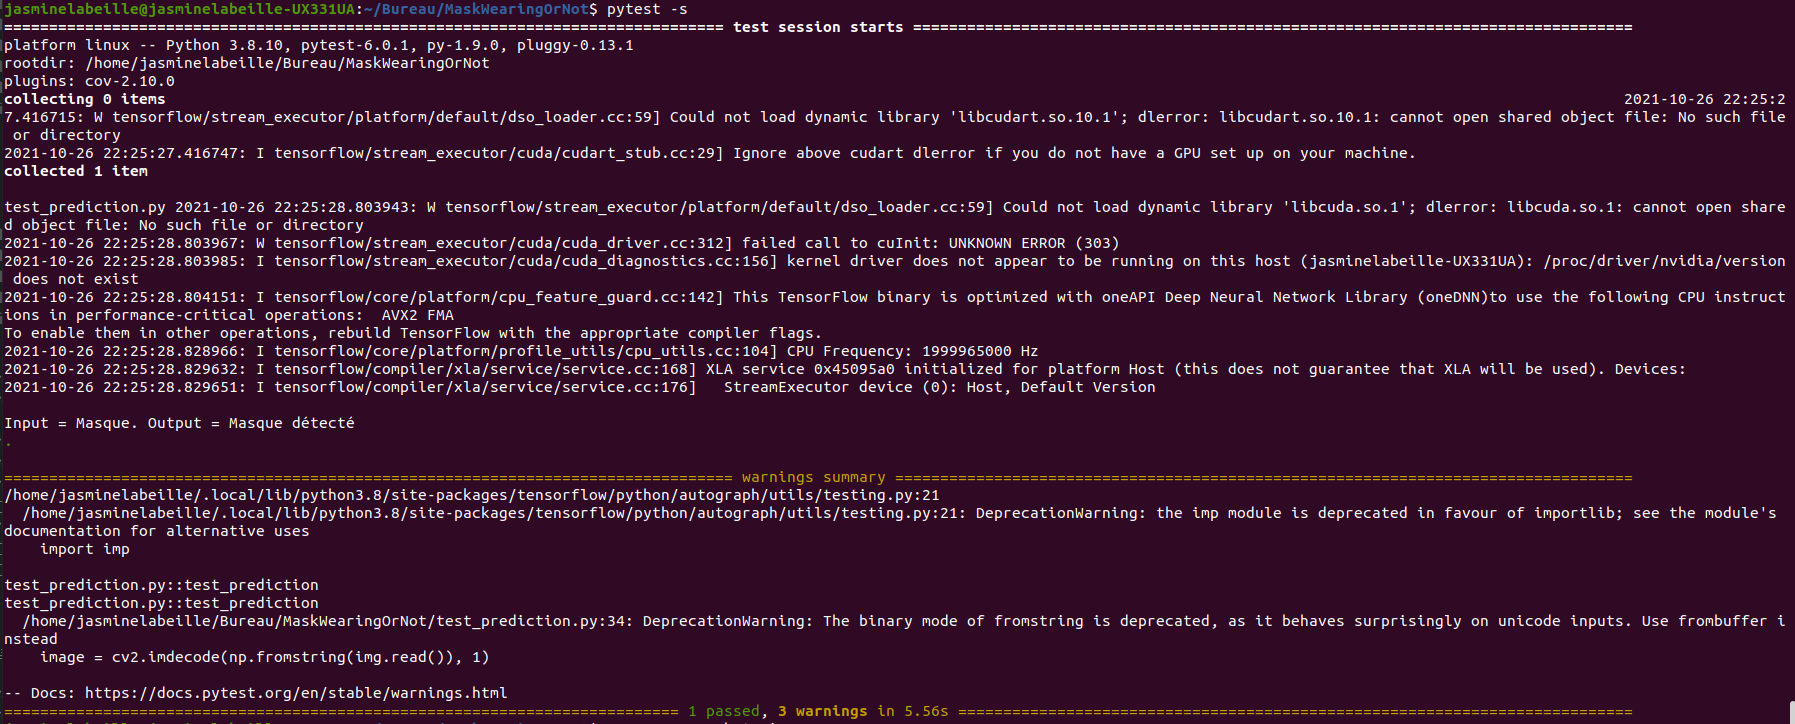 jasminelabeille@jasminelabeille-UX331UA:~/Bureau/MaskWearingOrNot$ pytest -s
================================================================================ test session starts ================================================================================
platform linux -- Python 3.8.10, pytest-6.0.1, py-1.9.0, pluggy-0.13.1
rootdir: /home/jasminelabeille/Bureau/MaskWearingOrNot
plugins: cov-2.10.0
collecting 0 items 2021-10-26 22:25:2
7.416715: W tensorflow/stream_executor/platform/default/dso_loader.cc:59] Could not load dynamic library 'libcudart.so.10.1'; dlerror: libcudart.so.10.1: cannot open shared object file: No such file
or directory
2021-10-26 22:25:27.416747: I tensorflow/stream_executor/cuda/cudart_stub.cc:29] Ignore above cudart dlerror if you do not have a GPU set up on your machine.
collected 1 item
test_prediction.py 2021-10-26 22:25:28.803943: W tensorflow/stream_executor/platform/default/dso_loader.cc:59] Could not load dynamic library 'libcuda.so.1'; dlerror: libcuda.so.1: cannot open share
d object file: No such file or directory
2021-10-26 22:25:28.803967: W tensorflow/stream_executor/cuda/cuda_driver.cc:312] failed call to cuInit: UNKNOWN ERROR (303)
2021-10-26 22:25:28.803985: I tensorflow/stream_executor/cuda/cuda_diagnostics.cc:156] kernel driver does not appear to be running on this host (jasminelabeille-UX331UA): /proc/driver/nvidia/version
does not exist
2021-10-26 22:25:28.804151: I tensorflow/core/platform/cpu_feature_guard.cc:142] This TensorFlow binary is optimized with oneAPI Deep Neural Network Library (oneDNN)to use the following CPU instruct
ions in performance-critical operations:  AVX2 FMA
To enable them in other operations, rebuild TensorFlow with the appropriate compiler flags.
2021-10-26 22:25:28.828966: I tensorflow/core/platform/profile_utils/cpu_utils.cc:104] CPU Frequency: 1999965000 Hz
2021-10-26 22:25:28.829632: I tensorflow/compiler/xla/service/service.cc:168] XLA service 0x45095a0 initialized for platform Host (this does not guarantee that XLA will be used). Devices:
2021-10-26 22:25:28.829651: I tensorflow/compiler/xla/service/service.cc:176]   StreamExecutor device (0): Host, Default Version
Input = Masque. Output = Masque détecté
.
================================================================================= warnings summary ==================================================================================
/home/jasminelabeille/.local/lib/python3.8/site-packages/tensorflow/python/autograph/utils/testing.py:21
/home/jasminelabeille/.local/lib/python3.8/site-packages/tensorflow/python/autograph/utils/testing.py:21: DeprecationWarning: the imp module is deprecated in favour of importlib; see the module's
documentation for alternative uses
import imp
test_prediction.py::test_prediction
test_prediction.py::test_prediction
/home/jasminelabeille/Bureau/MaskWearingOrNot/test_prediction.py:34: DeprecationWarning: The binary mode of fromstring is deprecated, as it behaves surprisingly on unicode inputs. Use frombuffer i
nstead
image = cv2.imdecode(np.fromstring(img.read()), 1)
-- Docs: https://docs.pytest.org/en/stable/warnings.html
=========================================================================== 1 passed, 3 warnings in 5.56s ===========================================================================